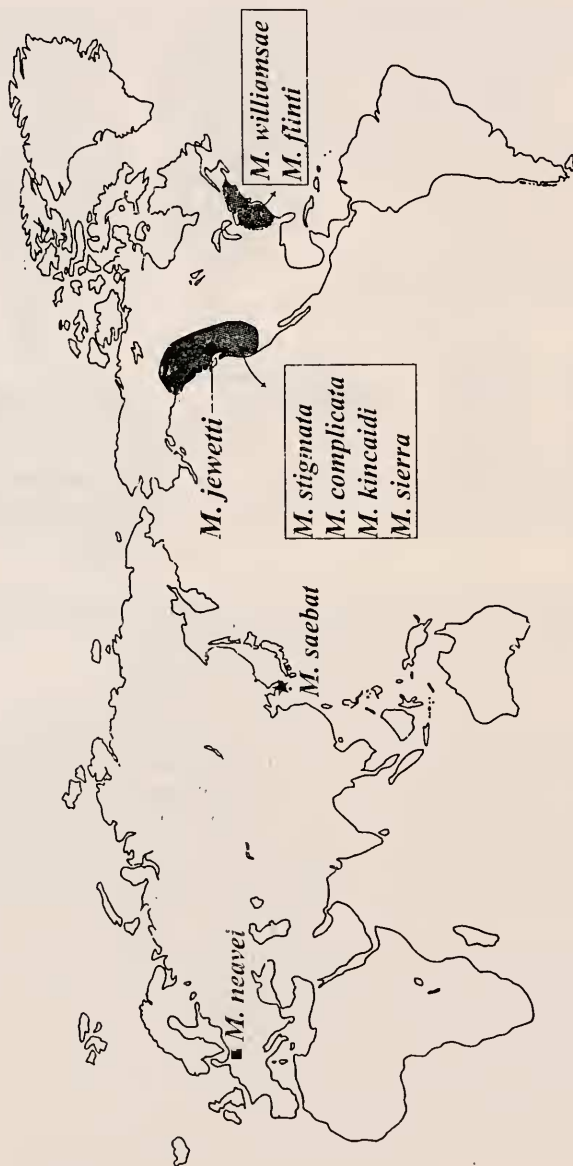 M. neavei
M. saebat
M. jewetti
M. stigmata
M. complicata
M. kincaidi
M. sierra
M. williamsae
M. flinti